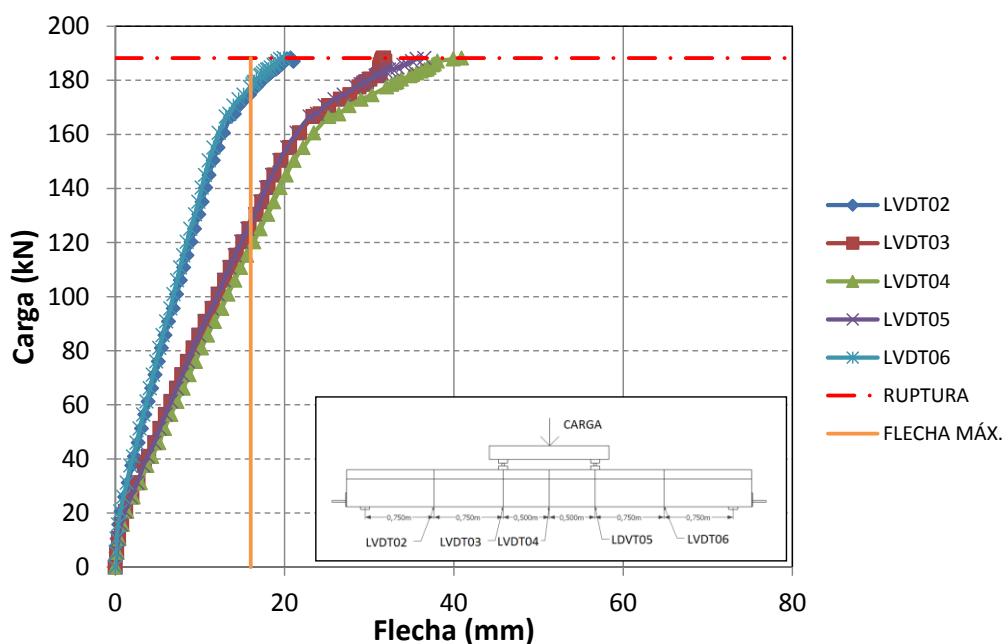 200
180
160
140
120
100
80
60
40
20
0
Carga (kN)
0 20 40 60 80
Flecha (mm)
LVDT02
LVDT03
LVDT04
LVDT05
LVDT06
RUPTURA
FLECHA MÁX.
CARGA
0,750m 0,750m 0,500m 0,500m 0,750m 0,750m
LVDT02 LVDT03 LVDT04 LDVT05 LVDT06